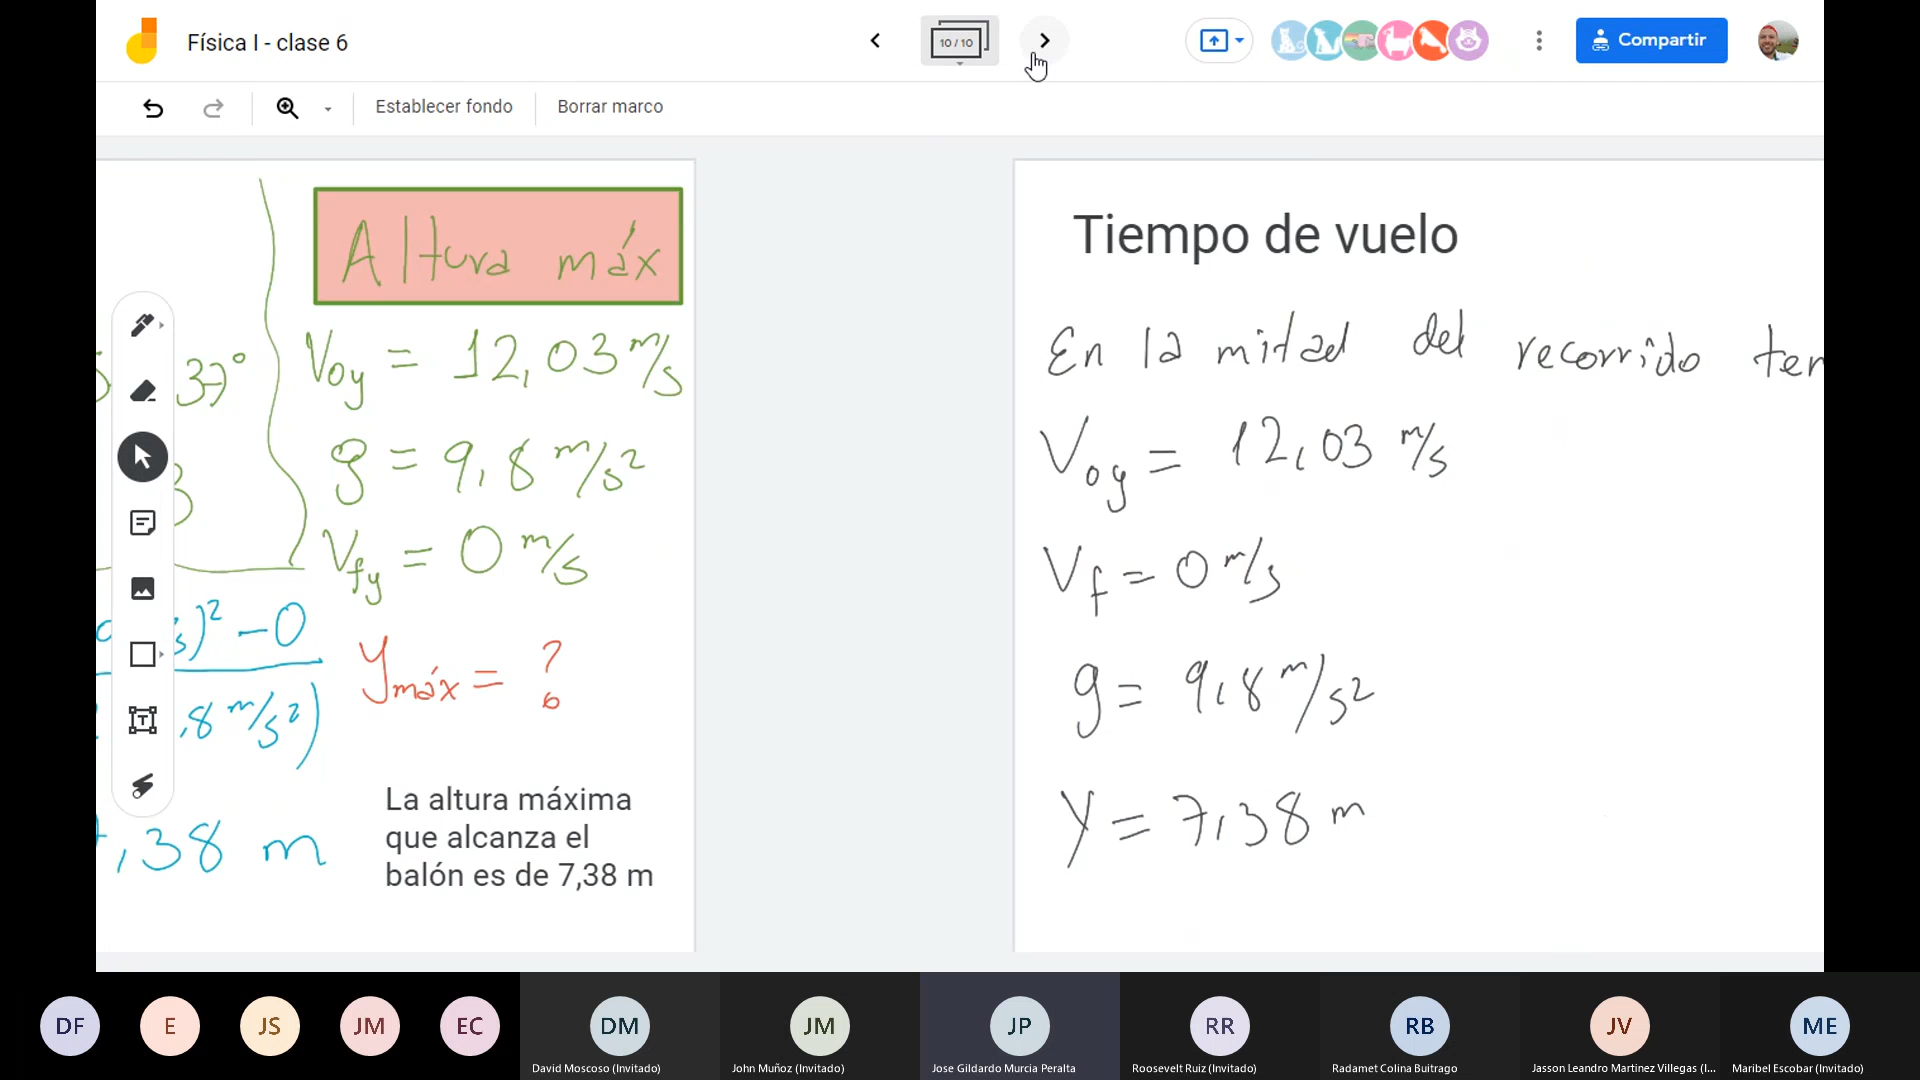 Física I - clase 6
10 / 10
Compartir
Establecer fondo
Borrar marco
Altura máx
Voy = 12,03 m/s
g = 9,8 m/s²
Vfy = 0 m/s
Ymáx = ?
37°
)² - 0
,8 m/s²)
,38 m
La altura máxima
que alcanza el
balón es de 7,38 m
Tiempo de vuelo
En la mitad del recorrido ten
Voy = 12,03 m/s
Vf = 0 m/s
g = 9,8 m/s²
Y = 7,38 m
DF
E
JS
JM
EC
DM
David Moscoso (Invitado)
JM
John Muñoz (Invitado)
JP
Jose Gildardo Murcia Peralta
RR
Roosevelt Ruiz (Invitado)
RB
Radamet Colina Buitrago
JV
Jasson Leandro Martinez Villegas (I...
ME
Maribel Escobar (Invitado)